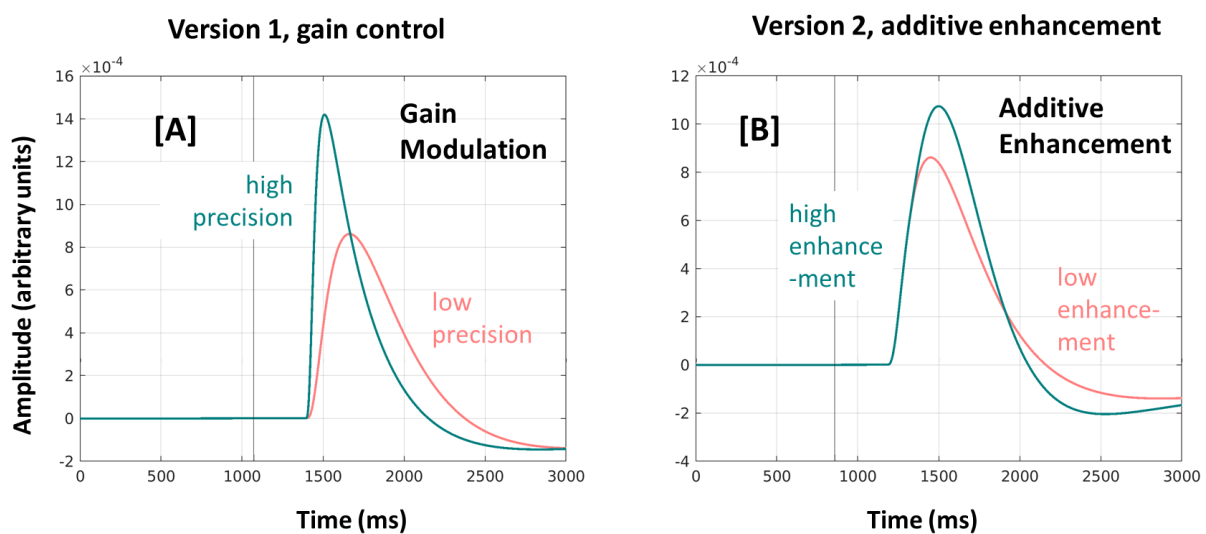 Version 1, gain control
×10⁻⁴
16
14
12
10
8
6
4
2
0
-2
[A]
Gain
Modulation
high
precision
low
precision
0
500
1000
1500
2000
2500
3000
Amplitude (arbitrary units)
Time (ms)
Version 2, additive enhancement
×10⁻⁴
12
10
8
6
4
2
0
-2
-4
[B]
Additive
Enhancement
high
enhance
-ment
low
enhance-
ment
0
500
1000
1500
2000
2500
3000
Time (ms)